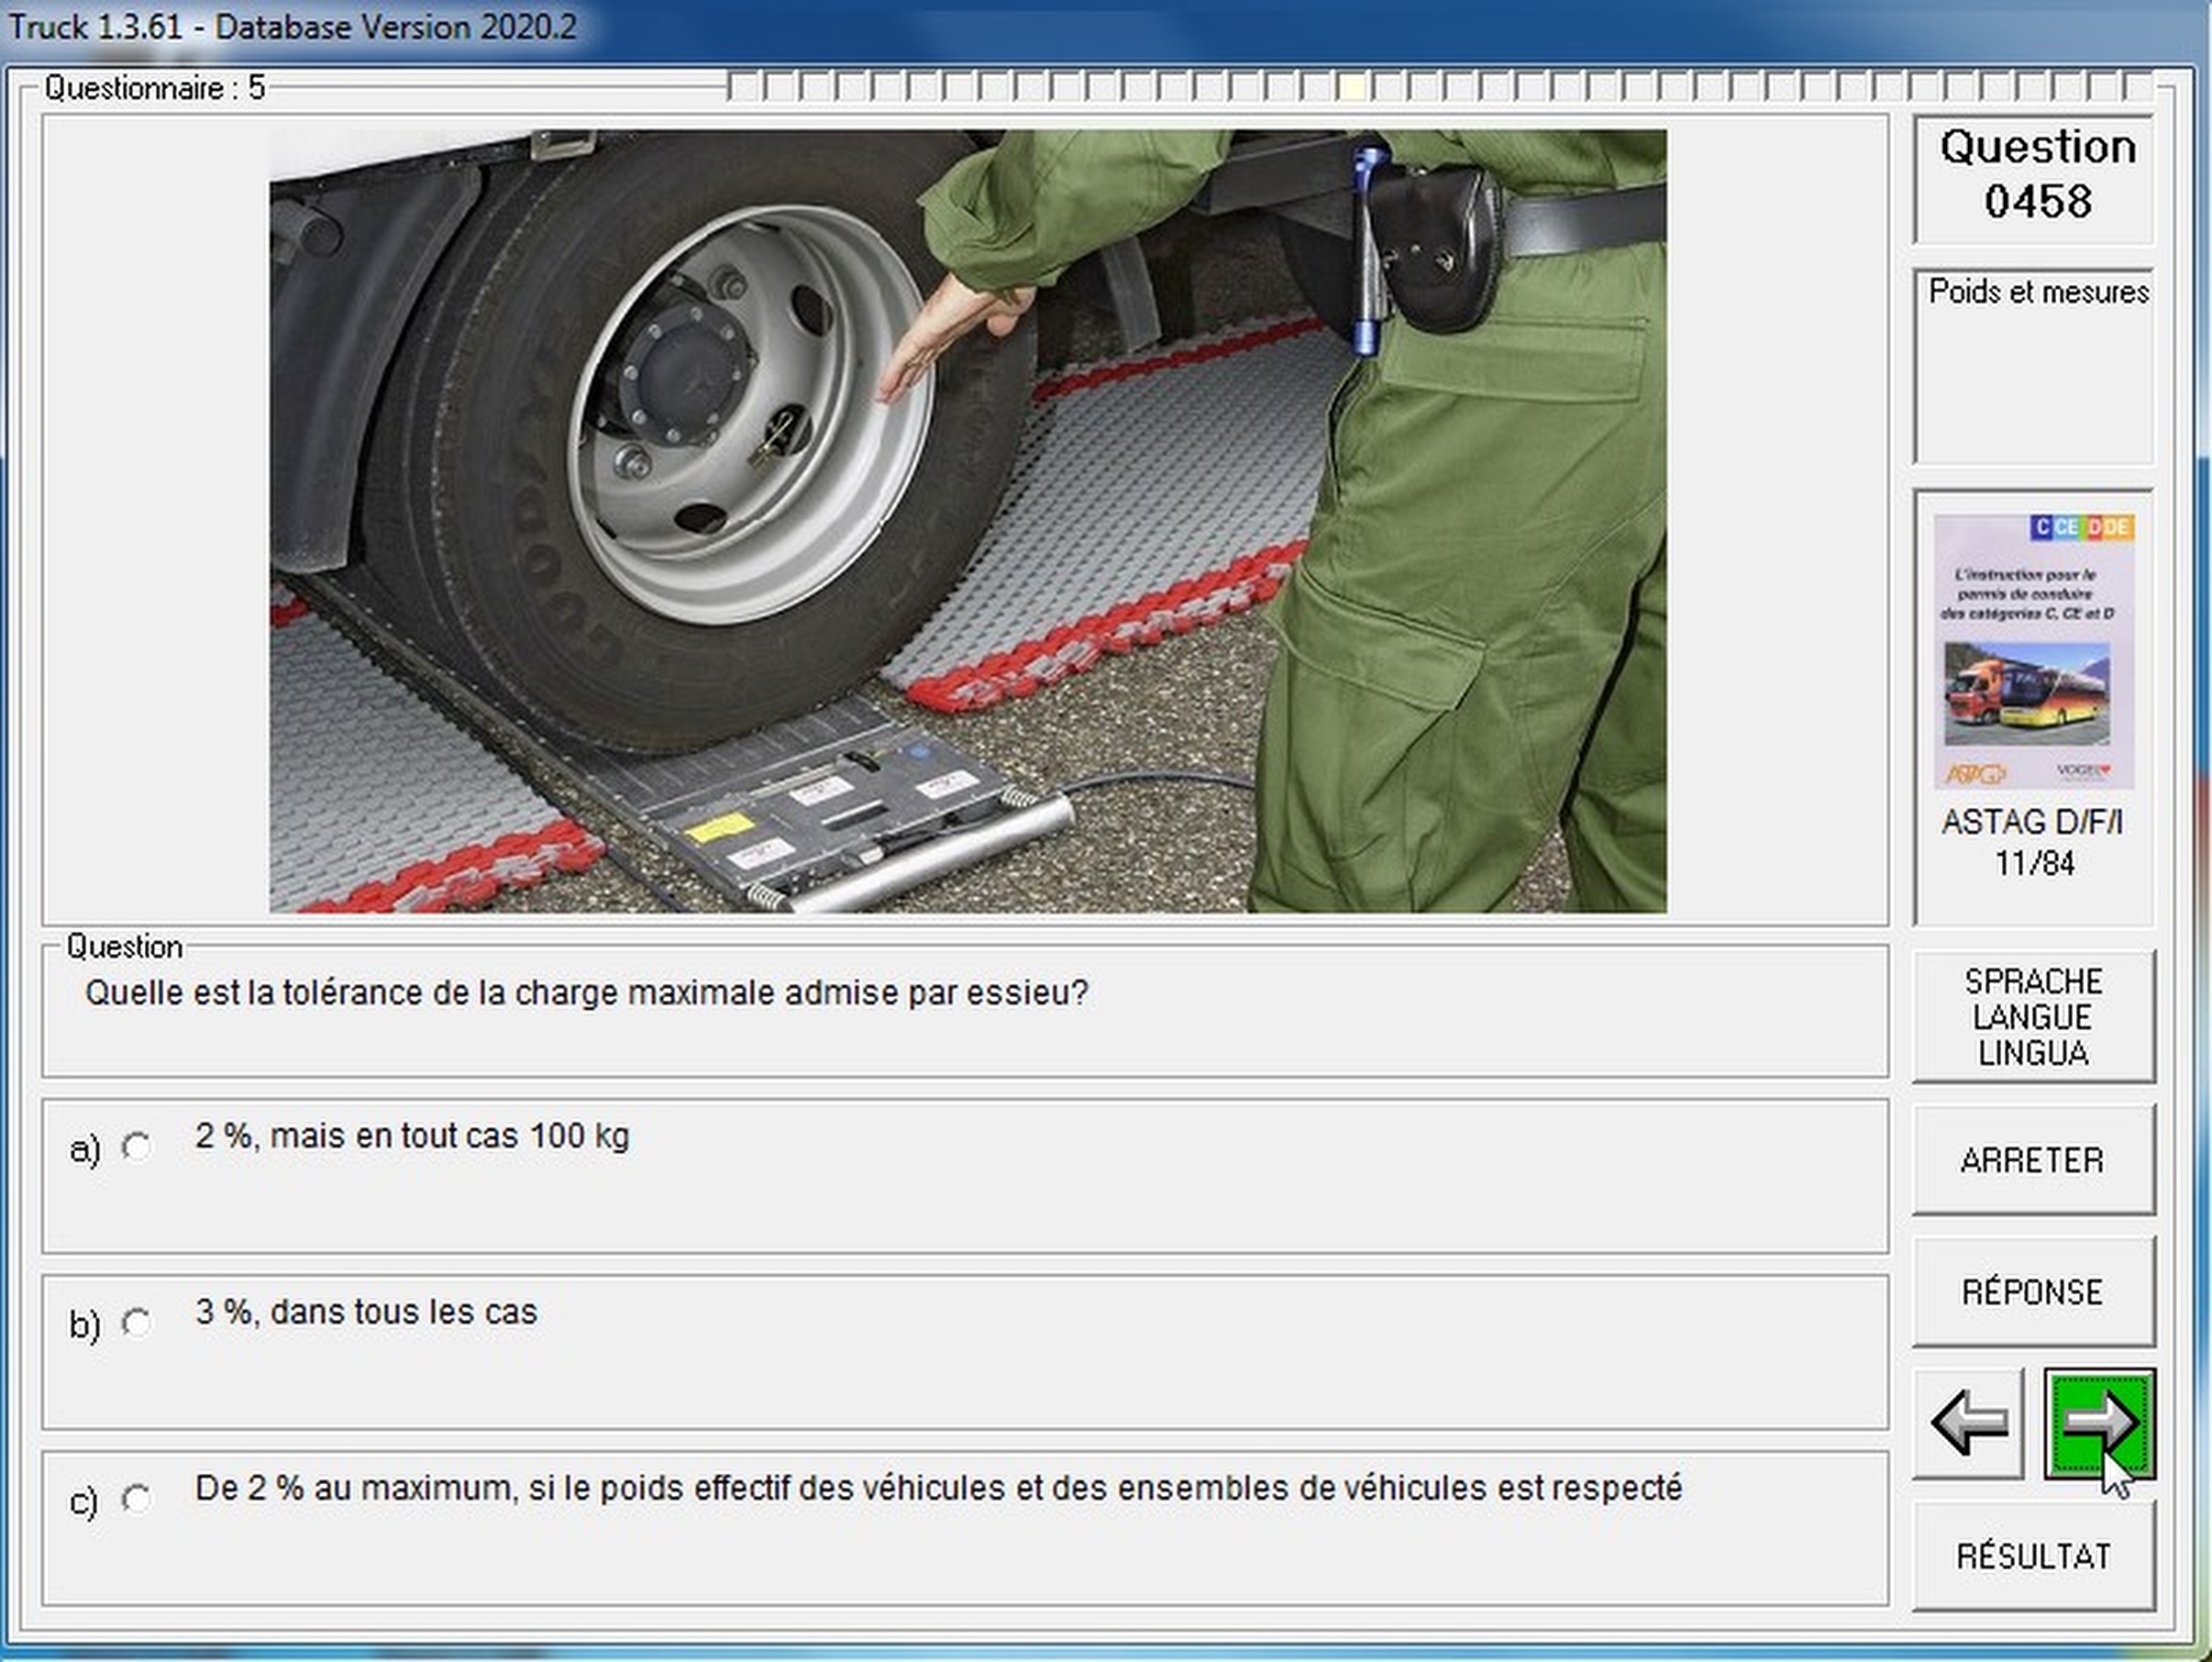 Truck 1.3.61 - Database Version 2020.2
Questionnaire : 5
Question
0458
Poids et mesures
C CE D DE
L'instruction pour le
permis de conduire
des catégories C, CE et D
ASTAG
VOGEL
ASTAG D/F/I
11/84
Question
Quelle est la tolérance de la charge maximale admise par essieu?
a) 2 %, mais en tout cas 100 kg
b) 3 %, dans tous les cas
c) De 2 % au maximum, si le poids effectif des véhicules et des ensembles de véhicules est respecté
SPRACHE
LANGUE
LINGUA
ARRETER
RÉPONSE
RÉSULTAT